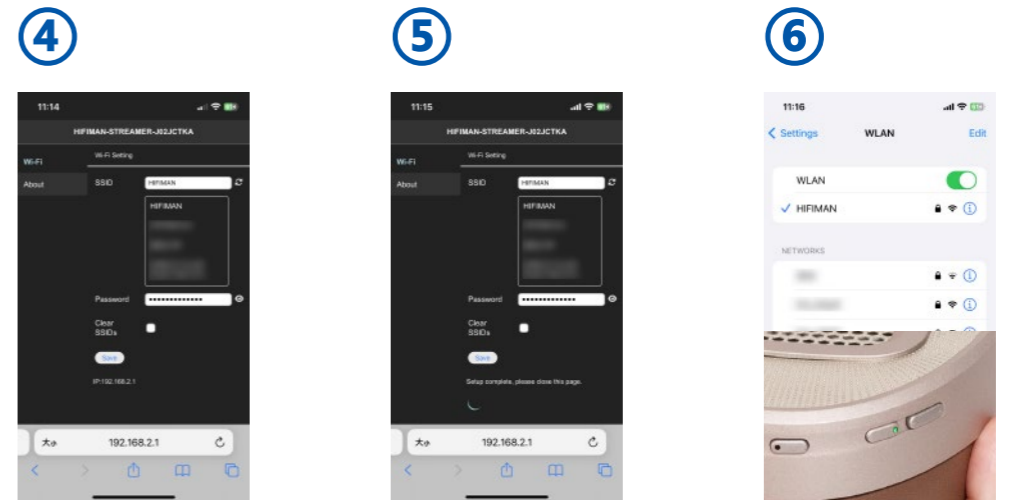 ④
⑤
⑥
11:14
HIFIMAN-STREAMER-J02JCTKA
Wi-Fi
Wi-Fi Setting
About
SSID
HIFIMAN
HIFIMAN
Password
Clear
SSIDs
Save
IP:192.168.2.1
大小
192.168.2.1
11:15
HIFIMAN-STREAMER-J02JCTKA
Wi-Fi
Wi-Fi Setting
About
SSID
HIFIMAN
HIFIMAN
Password
Clear
SSIDs
Save
Setup complete, please close this page.
大小
192.168.2.1
11:16
Settings
WLAN
Edit
WLAN
HIFIMAN
NETWORKS